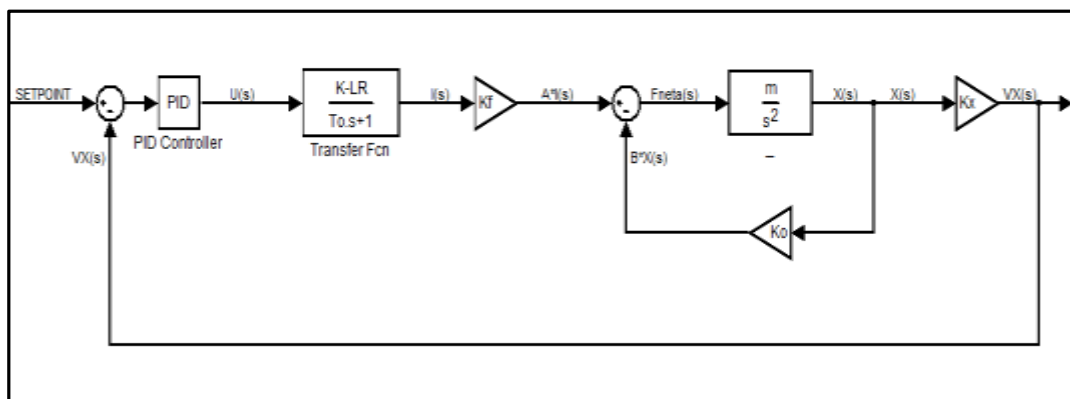 SETPOINT
PID
PID Controller
U(s)
K-LR
To.s+1
Transfer Fcn
I(s)
Kf
A*I(s)
Fneta(s)
m
s2
–
X(s)
X(s)
Kx
VX(s)
VX(s)
B*X(s)
Ko